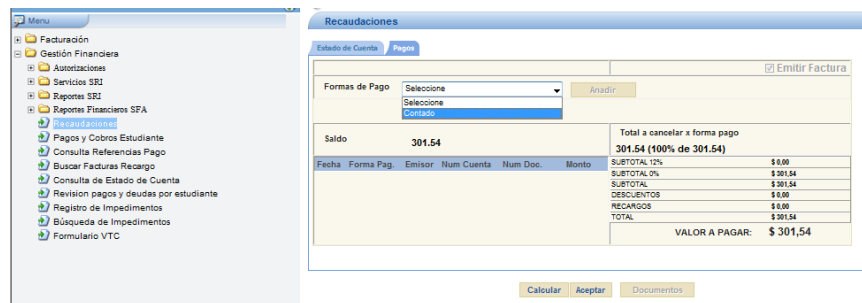 Menu
Facturación
Gestión Financiera
Autorizaciones
Servicios SRI
Reportes SRI
Reportes Financieros SFA
Recaudaciones
Pagos y Cobros Estudiante
Consulta Referencias Pago
Buscar Facturas Recargo
Consulta de Estado de Cuenta
Revision pagos y deudas por estudiante
Registro de Impedimentos
Búsqueda de Impedimentos
Formulario VTC
Recaudaciones
Estado de Cuenta Pagos
Emitir Factura
Formas de Pago Seleccione Anadir
Seleccione
Contado
Saldo 301.54
Total a cancelar x forma pago
301.54 (100% de 301.54)
Fecha Forma Pag. Emisor Num Cuenta Num Doc. Monto
SUBTOTAL 12% $ 0,00
SUBTOTAL 0% $ 301,54
SUBTOTAL $ 301,54
DESCUENTOS $ 0,00
RECARGOS $ 0,00
TOTAL $ 301,54
VALOR A PAGAR: $ 301,54
Calcular Aceptar Documentos